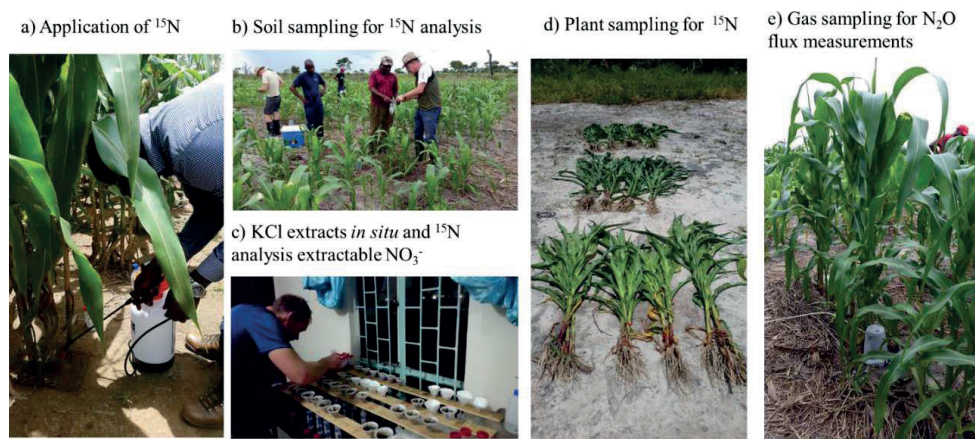 a) Application of ¹⁵N
b) Soil sampling for ¹⁵N analysis
c) KCl extracts in situ and ¹⁵N
analysis extractable NO₃⁻
d) Plant sampling for ¹⁵N
e) Gas sampling for N₂O
flux measurements